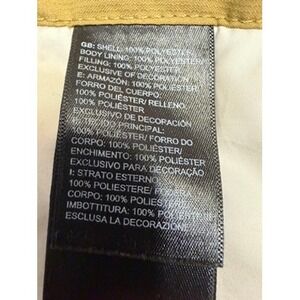 GB: SHELL: 100% POLYESTER/
BODY LINING: 100% POLYESTER/
FILLING: 100% POLYESTER
EXCLUSIVE OF DECORATION
E: ARMAZÓN: 100% POLIÉSTER/
FORRO DEL CUERPO:
100% POLIÉSTER/ RELLENO:
100% POLIÉSTER
EXCLUSIVO DE DECORACIÓN
TECIDO PRINCIPAL:
100% POLIÉSTER/ FORRO DO
CORPO: 100% POLIÉSTER/
ENCHIMENTO: 100% POLIÉSTER
EXCLUSIVO PARA DECORAÇÃO
I: STRATO ESTERNO:
100% POLIESTERE/
CORPO: 100% POLIESTERE/
IMBOTTITURA: 100% POLIESTERE
ESCLUSA LA DECORAZIONE